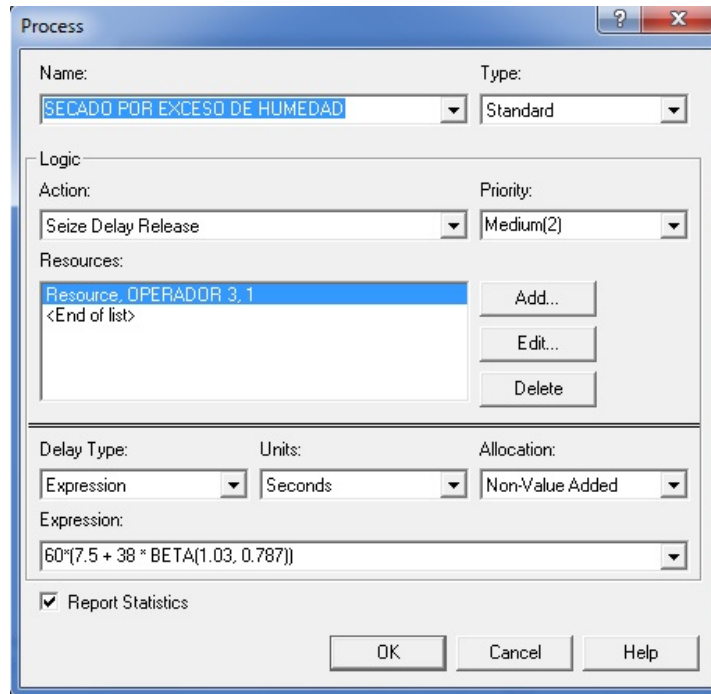 Process
Name:
Type:
SECADO POR EXCESO DE HUMEDAD
Standard
Logic
Action:
Priority:
Seize Delay Release
Medium(2)
Resources:
Resource, OPERADOR 3, 1
<End of list>
Add...
Edit...
Delete
Delay Type:
Units:
Allocation:
Expression
Seconds
Non-Value Added
Expression:
60*(7.5 + 38 * BETA(1.03, 0.787))
Report Statistics
OK
Cancel
Help